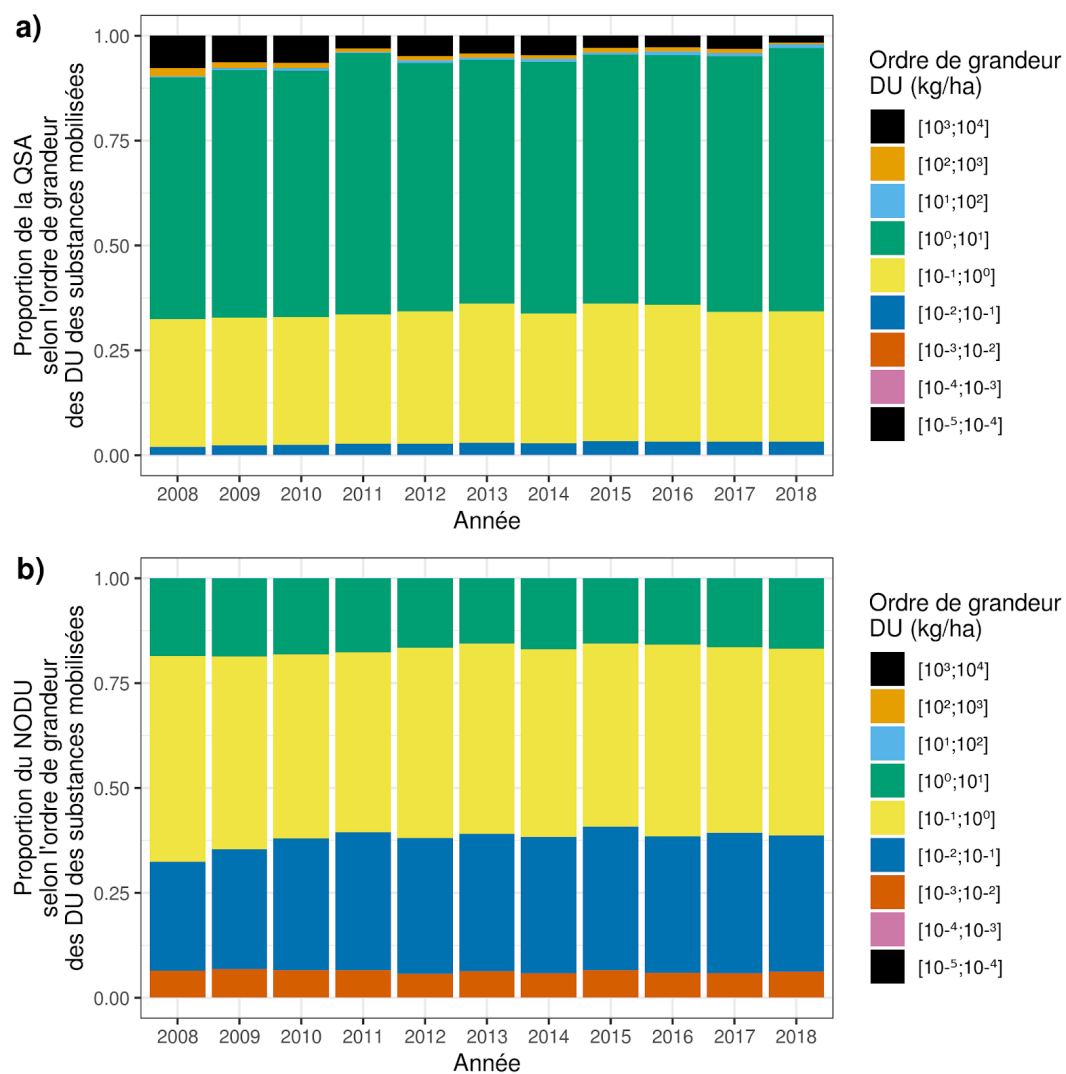 a)
Proportion de la QSA
selon l'ordre de grandeur
des DU des substances mobilisées
1.00
0.75
0.50
0.25
0.00
2008 2009 2010 2011 2012 2013 2014 2015 2016 2017 2018
Année
Ordre de grandeur
DU (kg/ha)
[10³;10⁴]
[10²;10³]
[10¹;10²]
[10⁰;10¹]
[10-¹;10⁰]
[10-²;10-¹]
[10-³;10-²]
[10-⁴;10-³]
[10-⁵;10-⁴]
b)
Proportion du NODU
selon l'ordre de grandeur
des DU des substances mobilisées
1.00
0.75
0.50
0.25
0.00
2008 2009 2010 2011 2012 2013 2014 2015 2016 2017 2018
Année
Ordre de grandeur
DU (kg/ha)
[10³;10⁴]
[10²;10³]
[10¹;10²]
[10⁰;10¹]
[10-¹;10⁰]
[10-²;10-¹]
[10-³;10-²]
[10-⁴;10-³]
[10-⁵;10-⁴]